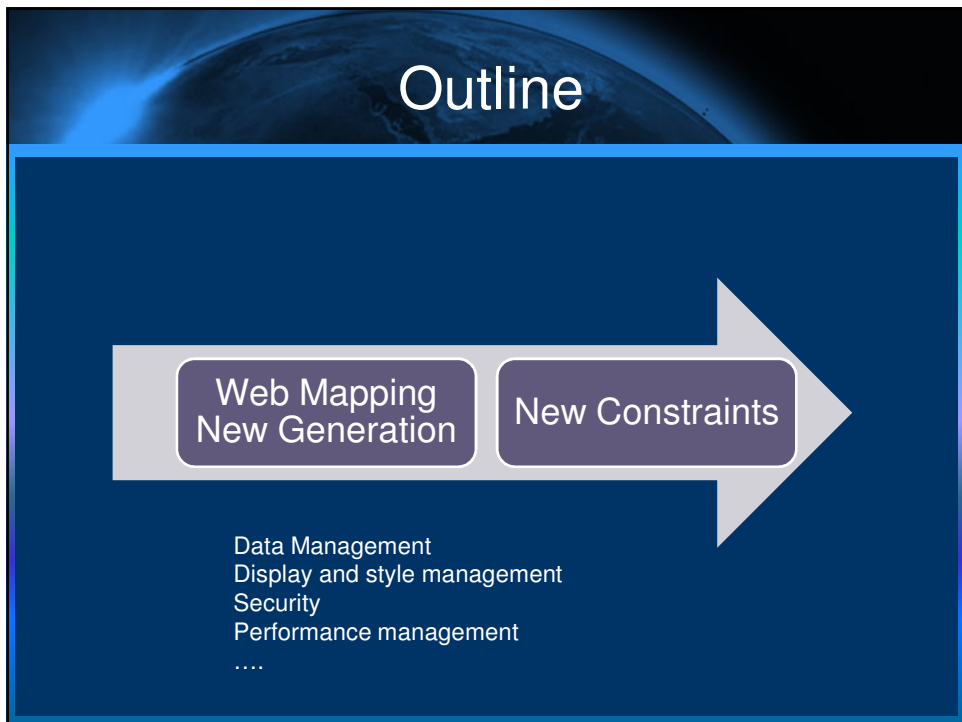 Outline
Web Mapping
New Generation
New Constraints
Data Management
Display and style management
Security
Performance management
….